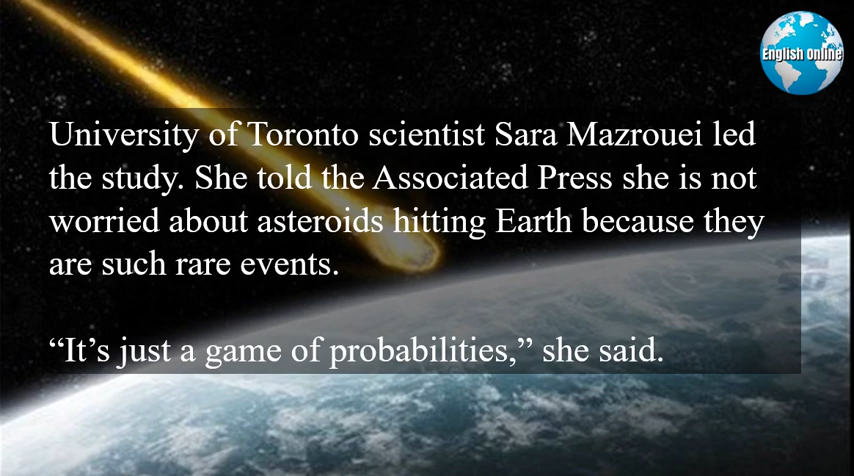 English Online
University of Toronto scientist Sara Mazrouei led
the study. She told the Associated Press she is not
worried about asteroids hitting Earth because they
are such rare events.
“It’s just a game of probabilities,” she said.